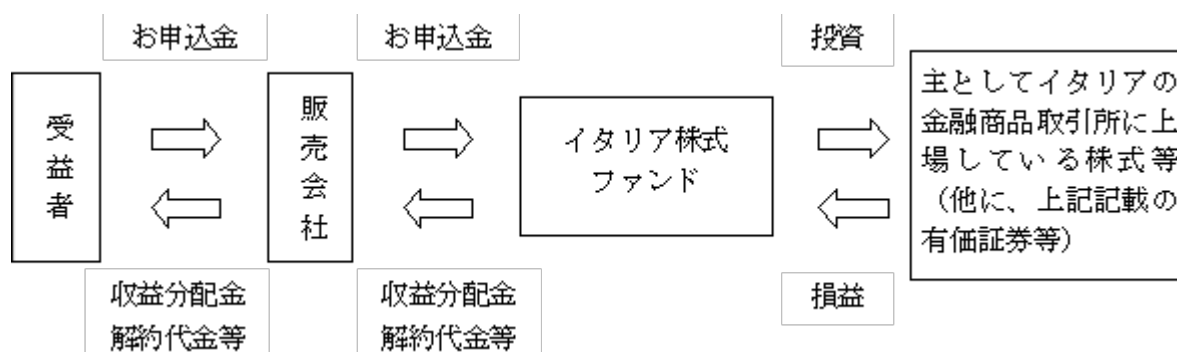 お申込金
お申込金
投資
受益者
販売会社
イタリア株式
ファンド
主としてイタリアの
金融商品取引所に上
場している株式等
（他に、上記記載の
有価証券等）
収益分配金
解約代金等
収益分配金
解約代金等
損益